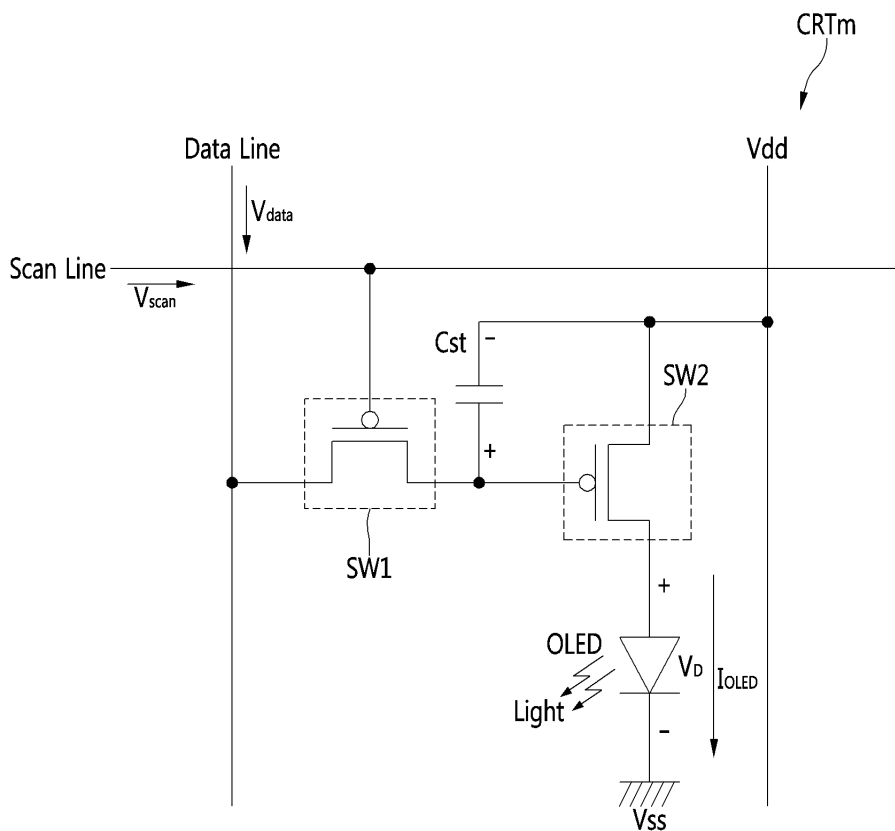 CRTm
Data Line
Vdd
Vdata
Scan Line
Vscan
Cst
-
SW2
+
SW1
+
OLED
VD
IOLED
Light
-
Vss